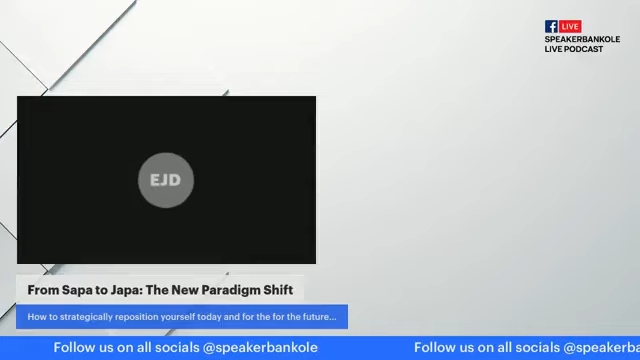 f LIVE
SPEAKERBANKOLE
LIVE PODCAST
EJD
From Sapa to Japa: The New Paradigm Shift
How to strategically reposition yourself today and for the for the future...
Follow us on all socials @speakerbankole
Follow us on all socials @speakerba